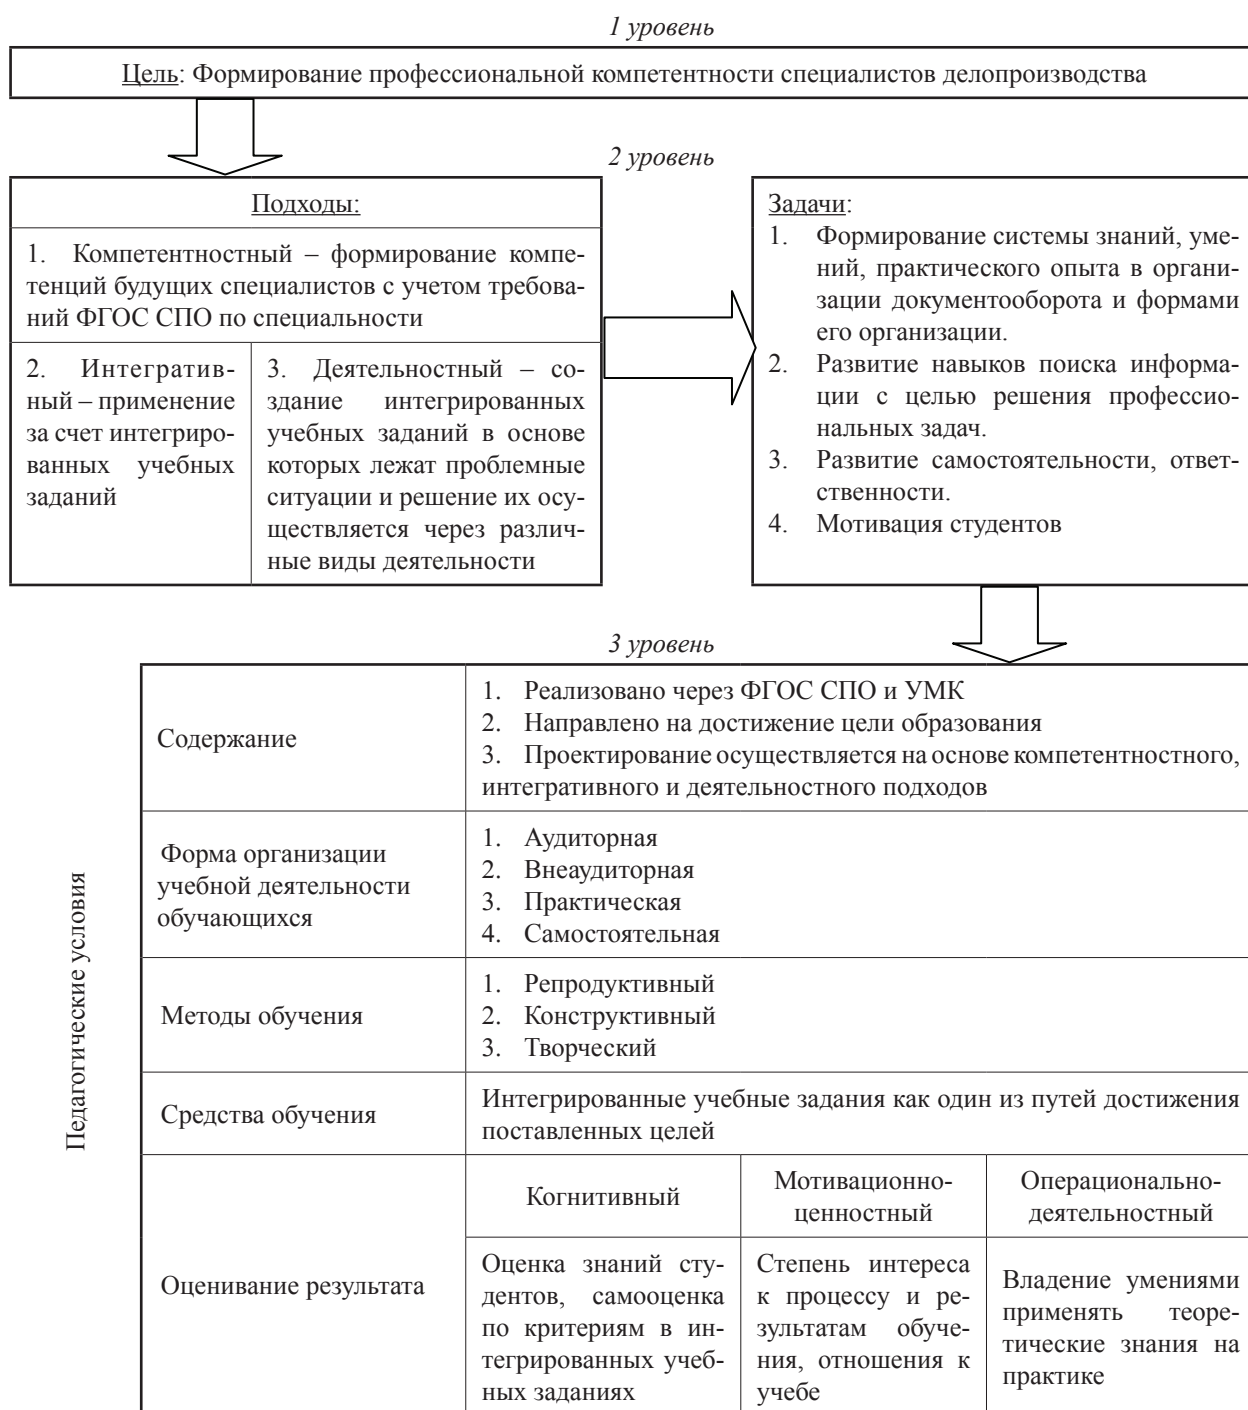 1 уровень
Цель: Формирование профессиональной компетентности специалистов делопроизводства
2 уровень
Подходы:
1. Компетентностный – формирование компе-
тенций будущих специалистов с учетом требова-
ний ФГОС СПО по специальности
2. Интегратив-
ный – применение
за счет интегриро-
ванных учебных
заданий
3. Деятельностный – со-
здание интегрированных
учебных заданий в основе
которых лежат проблемные
ситуации и решение их осу-
ществляется через различ-
ные виды деятельности
Задачи:
1. Формирование системы знаний, уме-
ний, практического опыта в органи-
зации документооборота и формами
его организации.
2. Развитие навыков поиска информа-
ции с целью решения профессио-
нальных задач.
3. Развитие самостоятельности, ответ-
ственности.
4. Мотивация студентов
3 уровень
Педагогические условия
Содержание
1. Реализовано через ФГОС СПО и УМК
2. Направлено на достижение цели образования
3. Проектирование осуществляется на основе компетентностного,
интегративного и деятельностного подходов
Форма организации
учебной деятельности
обучающихся
1. Аудиторная
2. Внеаудиторная
3. Практическая
4. Самостоятельная
Методы обучения
1. Репродуктивный
2. Конструктивный
3. Творческий
Средства обучения
Интегрированные учебные задания как один из путей достижения
поставленных целей
Оценивание результата
Когнитивный
Мотивационно-
ценностный
Операционально-
деятельностный
Оценка знаний сту-
дентов, самооценка
по критериям в ин-
тегрированных учеб-
ных заданиях
Степень интереса
к процессу и ре-
зультатам обуче-
ния, отношения к
учебе
Владение умениями
применять теоре-
тические знания на
практике